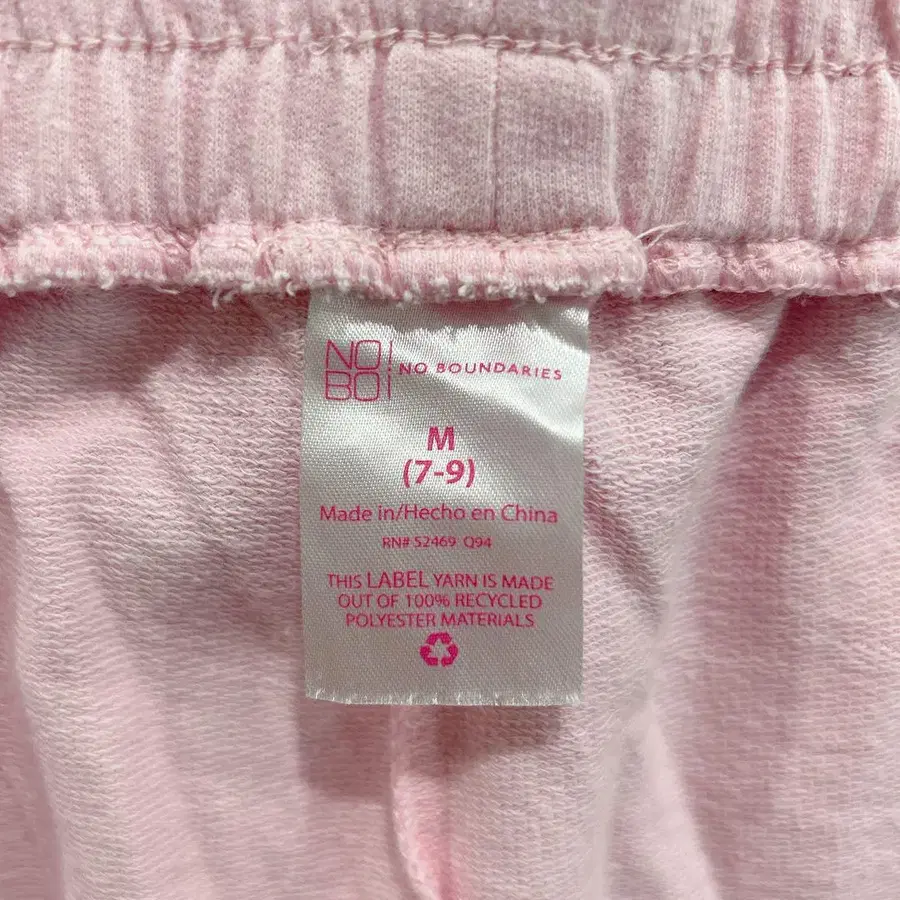 NO!
BO!
NO BOUNDARIES
M
(7-9)
Made in/Hecho en China
RN# 52469 Q94
THIS LABEL YARN IS MADE
OUT OF 100% RECYCLED
POLYESTER MATERIALS